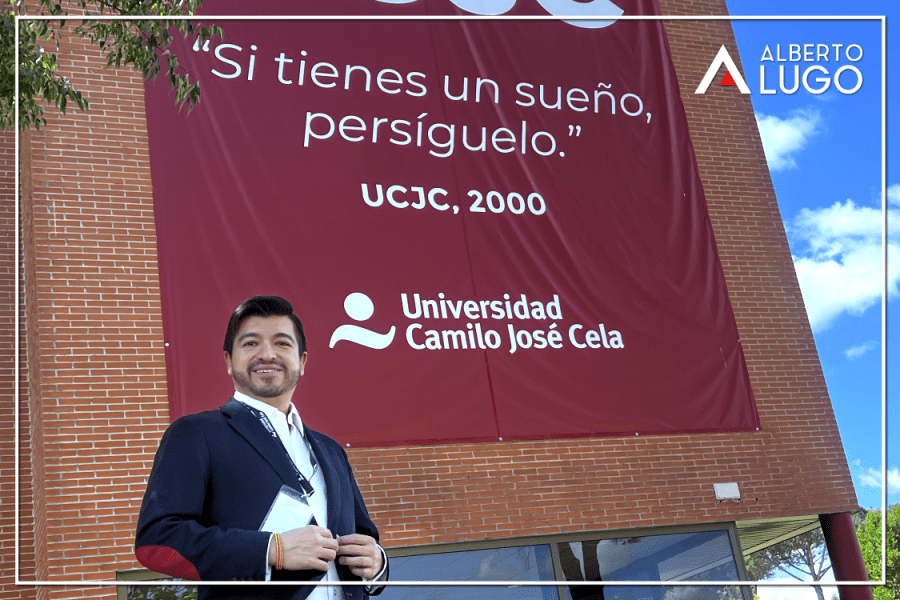 “Si tienes un sueño,
persíguelo.”
UCJC, 2000
Universidad
Camilo José Cela
ALBERTO
LUGO